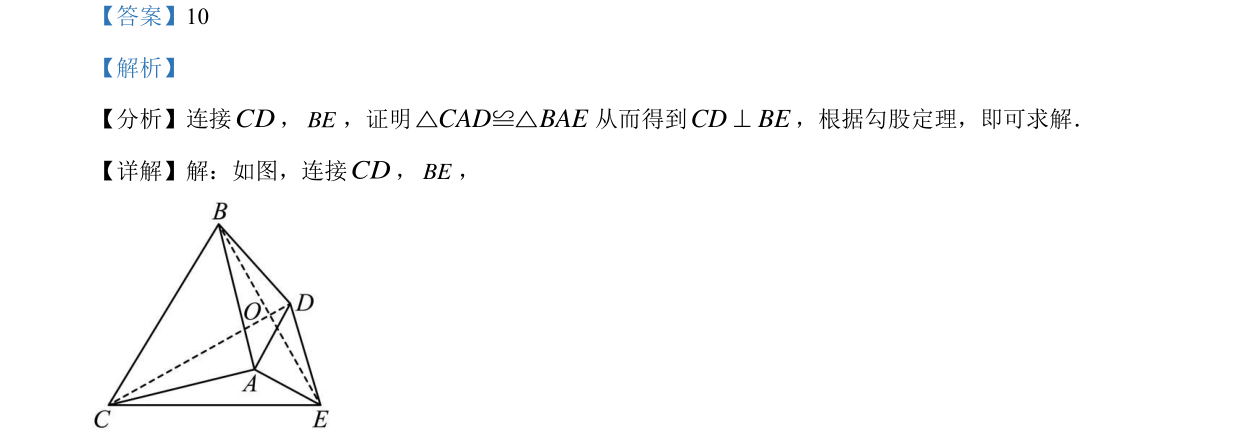 【答案】10
【解析】
【分析】连接CD，BE，证明△CAD≌△BAE从而得到CD⊥BE，根据勾股定理，即可求解．
【详解】解：如图，连接CD，BE，
B
O D
A
C E